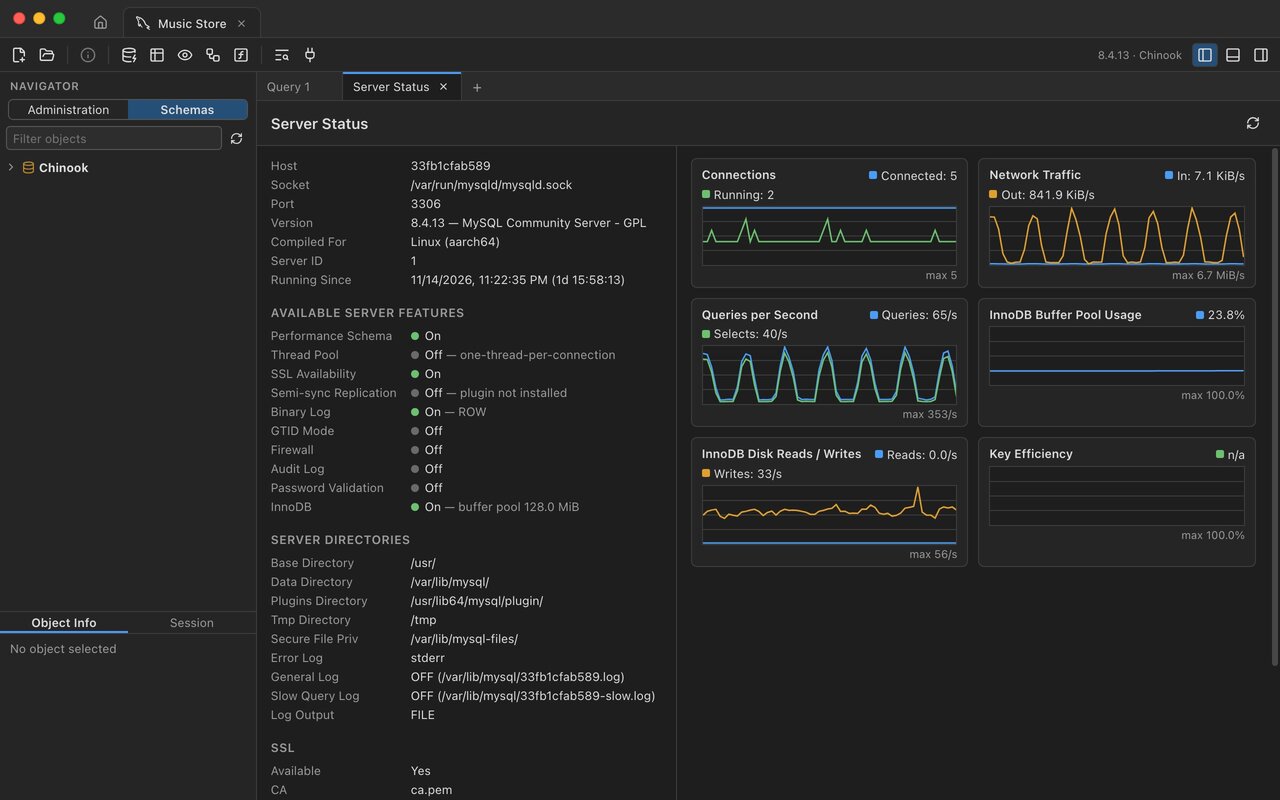 Music Store
8.4.13 · Chinook
NAVIGATOR
Administration
Schemas
Filter objects
Chinook
Object Info
Session
No object selected
Query 1
Server Status
Server Status
Host 33fb1cfab589
Socket /var/run/mysqld/mysqld.sock
Port 3306
Version 8.4.13 — MySQL Community Server - GPL
Compiled For Linux (aarch64)
Server ID 1
Running Since 11/14/2026, 11:22:35 PM (1d 15:58:13)
AVAILABLE SERVER FEATURES
Performance Schema On
Thread Pool Off — one-thread-per-connection
SSL Availability On
Semi-sync Replication Off — plugin not installed
Binary Log On — ROW
GTID Mode Off
Firewall Off
Audit Log Off
Password Validation Off
InnoDB On — buffer pool 128.0 MiB
SERVER DIRECTORIES
Base Directory /usr/
Data Directory /var/lib/mysql/
Plugins Directory /usr/lib64/mysql/plugin/
Tmp Directory /tmp
Secure File Priv /var/lib/mysql-files/
Error Log stderr
General Log OFF (/var/lib/mysql/33fb1cfab589.log)
Slow Query Log OFF (/var/lib/mysql/33fb1cfab589-slow.log)
Log Output FILE
SSL
Available Yes
CA ca.pem
Connections Connected: 5
Running: 2
max 5
Network Traffic In: 7.1 KiB/s
Out: 841.9 KiB/s
max 6.7 MiB/s
Queries per Second Queries: 65/s
Selects: 40/s
max 353/s
InnoDB Buffer Pool Usage 23.8%
max 100.0%
InnoDB Disk Reads / Writes Reads: 0.0/s
Writes: 33/s
max 56/s
Key Efficiency n/a
max 100.0%